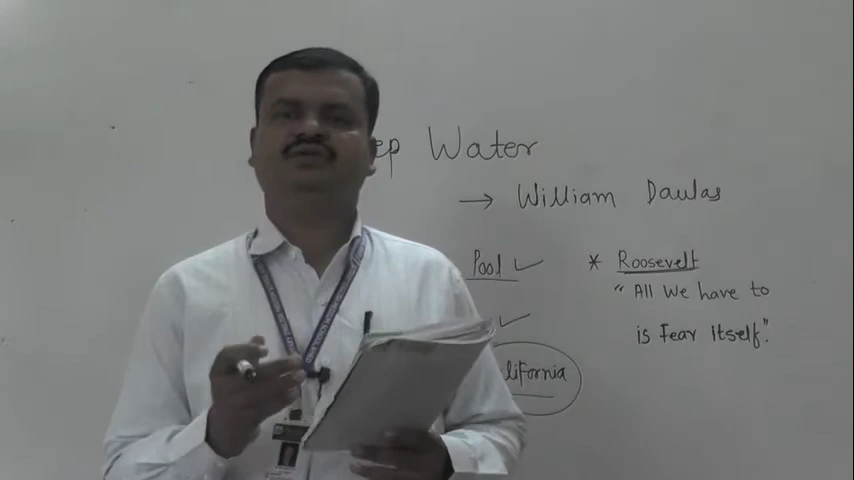 ep Water
→ William Daulas
Pool ✓
* Roosevelt
"All We have to
is Fear itself".
✓
lifornia